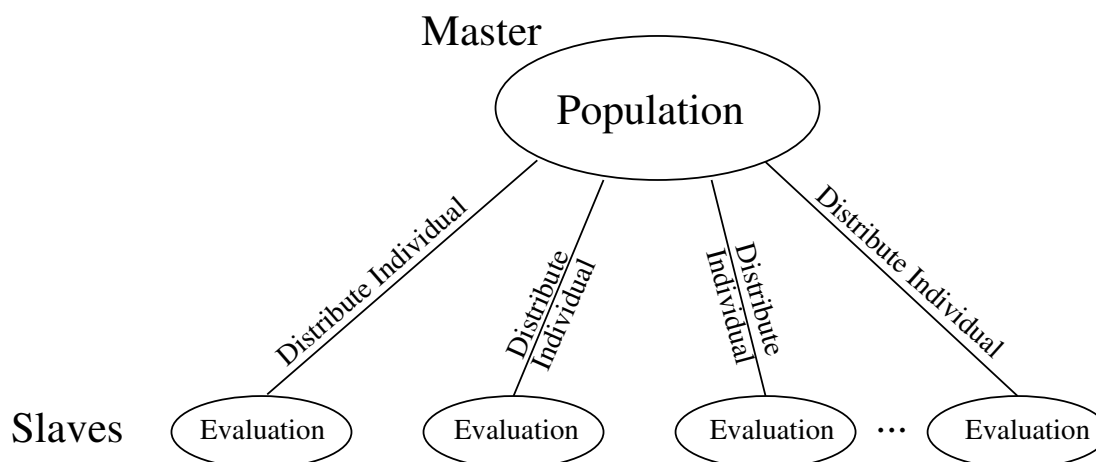 Master
Population
Distribute Individual
Distribute
Individual
Distribute
Individual
Distribute Individual
Slaves
Evaluation
Evaluation
Evaluation
...
Evaluation